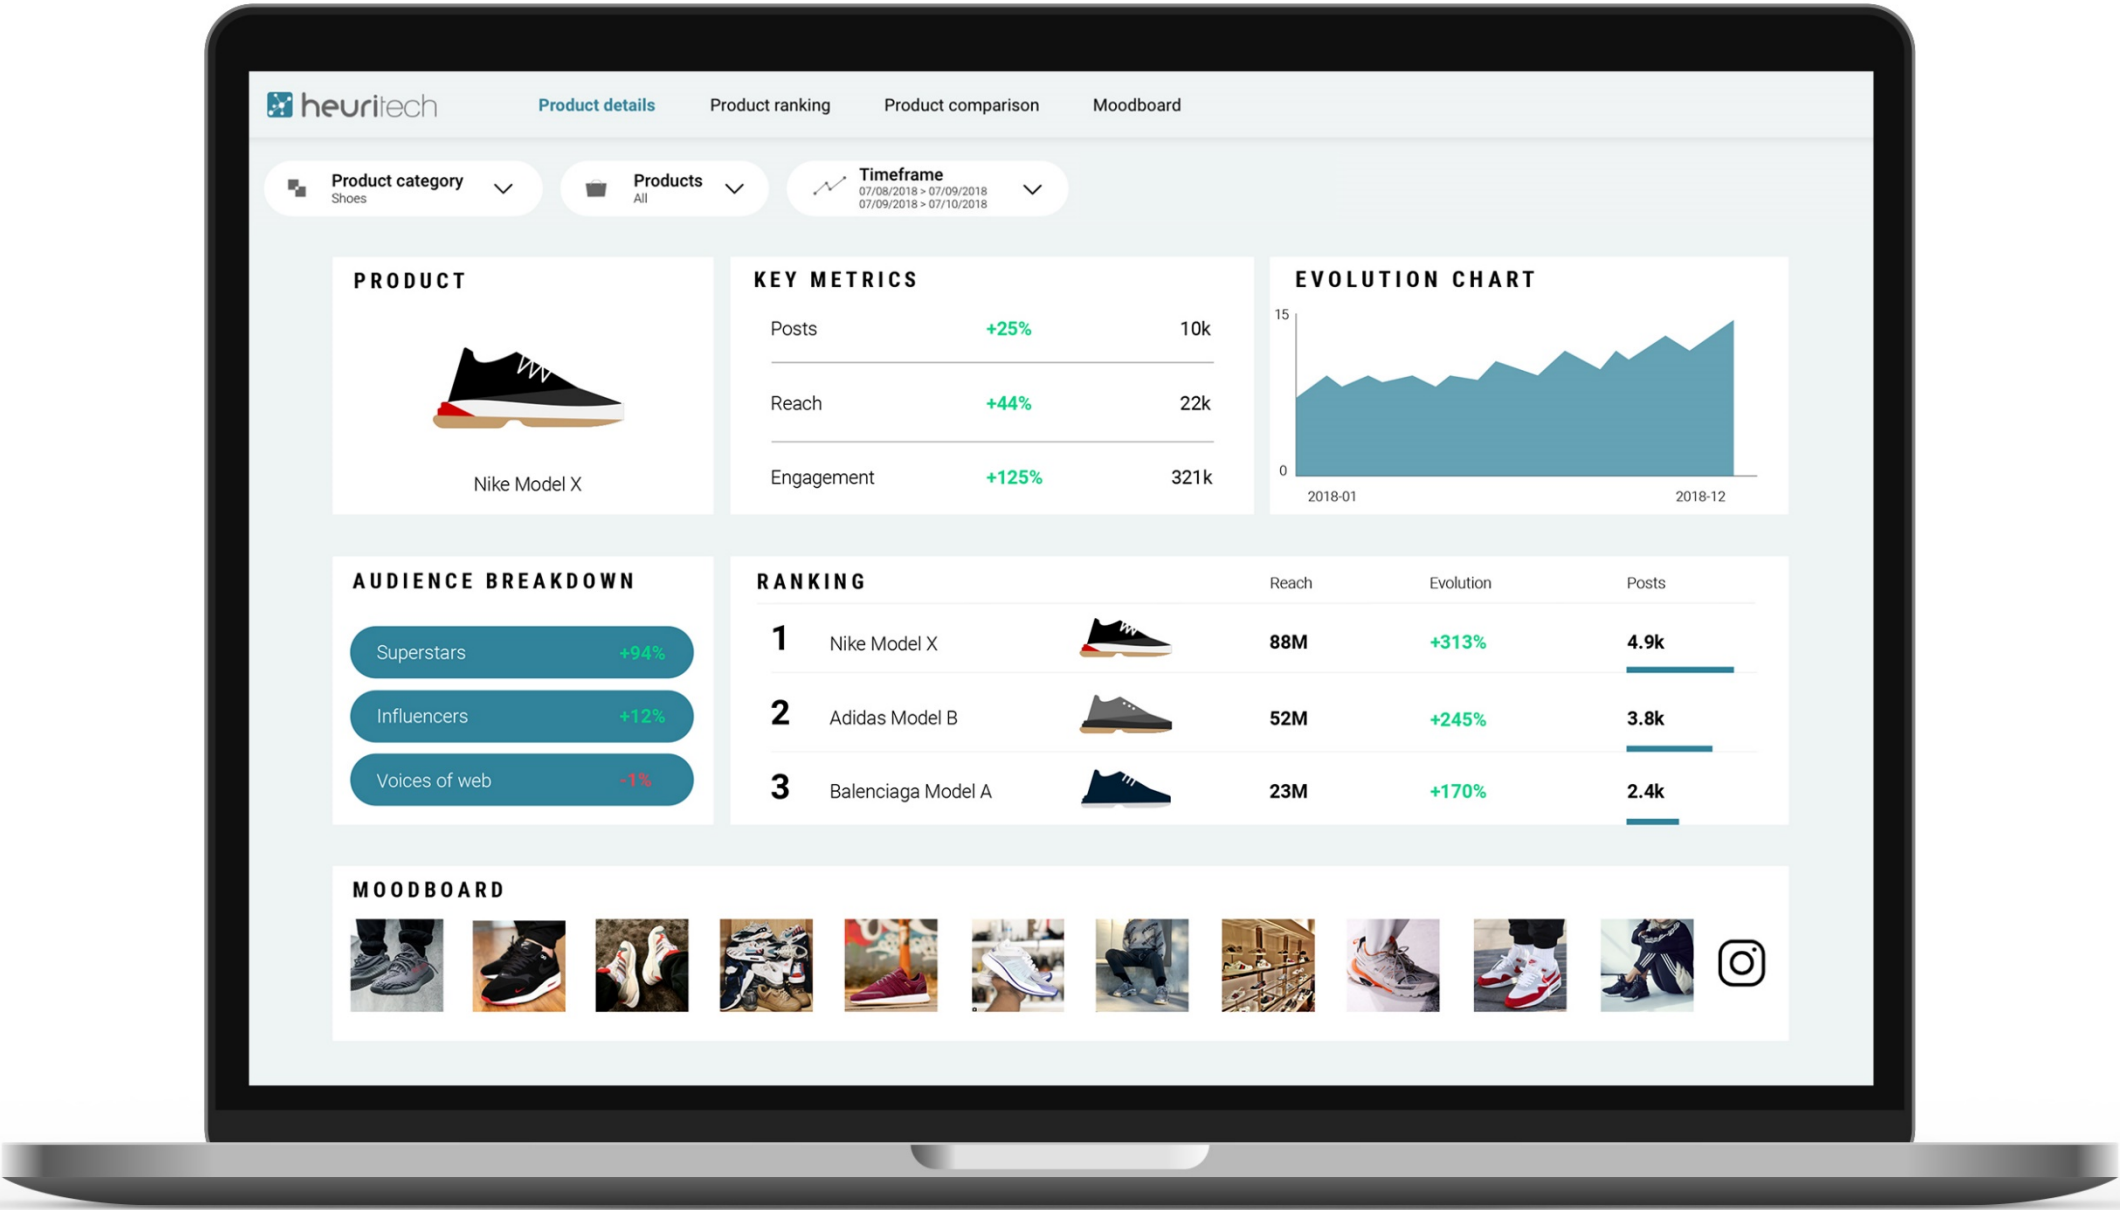 heuritech
Product details Product ranking Product comparison Moodboard
Product category
Shoes
Products
All
Timeframe
07/08/2018 > 07/09/2018
07/09/2018 > 07/10/2018
PRODUCT
Nike Model X
KEY METRICS
Posts +25% 10k
Reach +44% 22k
Engagement +125% 321k
EVOLUTION CHART
15
0
2018-01 2018-12
AUDIENCE BREAKDOWN
Superstars +94%
Influencers +12%
Voices of web -1%
RANKING Reach Evolution Posts
1 Nike Model X 88M +313% 4.9k
2 Adidas Model B 52M +245% 3.8k
3 Balenciaga Model A 23M +170% 2.4k
MOODBOARD